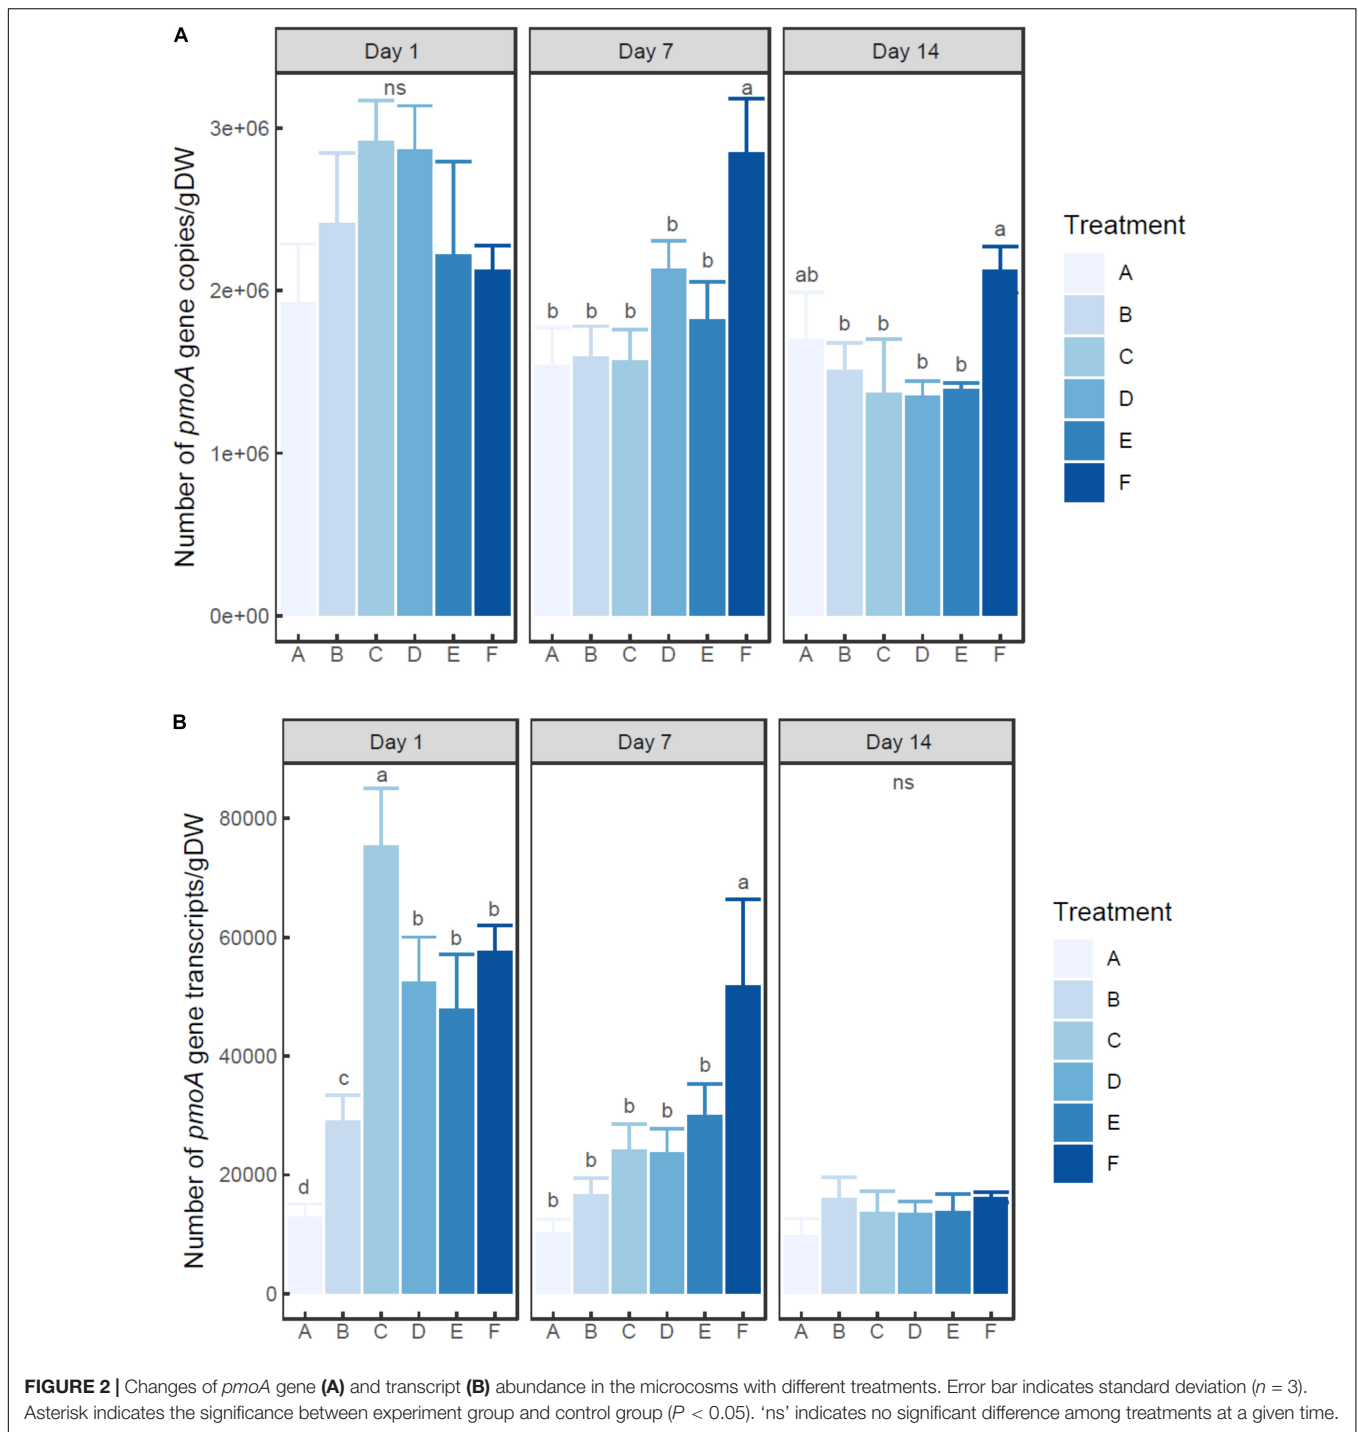 A
Day 1
Day 7
Day 14
ns
a
b
b
b
b
b
a
ab
b
b
b
b
3e+06
2e+06
1e+06
0e+00
Number of pmoA gene copies/gDW
A B C D E F
A B C D E F
A B C D E F
Treatment
A
B
C
D
E
F
B
Day 1
Day 7
Day 14
d
c
a
b
b
b
b
b
b
b
b
a
ns
80000
60000
40000
20000
0
Number of pmoA gene transcripts/gDW
A B C D E F
A B C D E F
A B C D E F
Treatment
A
B
C
D
E
F
FIGURE 2 | Changes of pmoA gene (A) and transcript (B) abundance in the microcosms with different treatments. Error bar indicates standard deviation (n = 3).
Asterisk indicates the significance between experiment group and control group (P < 0.05). ‘ns’ indicates no significant difference among treatments at a given time.